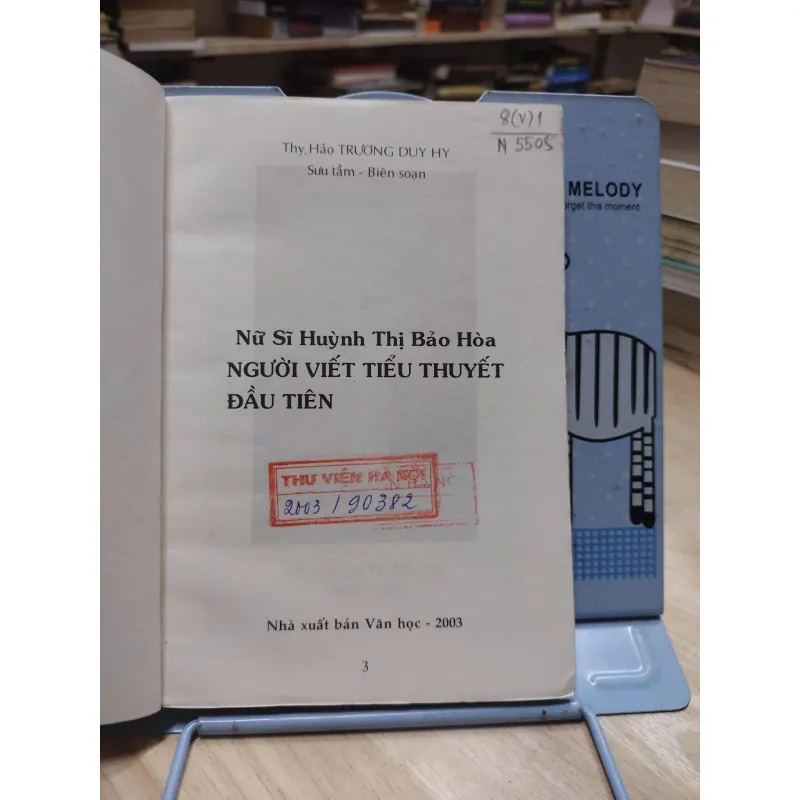 8(V)1
N 5505
Thy Hảo TRƯƠNG DUY HY
Sưu tầm - Biên soạn
Nữ Sĩ Huỳnh Thị Bảo Hòa
NGƯỜI VIẾT TIỂU THUYẾT
ĐẦU TIÊN
THƯ VIỆN HÀ NỘI
2003 / 90382
Nhà xuất bản Văn học - 2003
3
MELODY
rget this moment